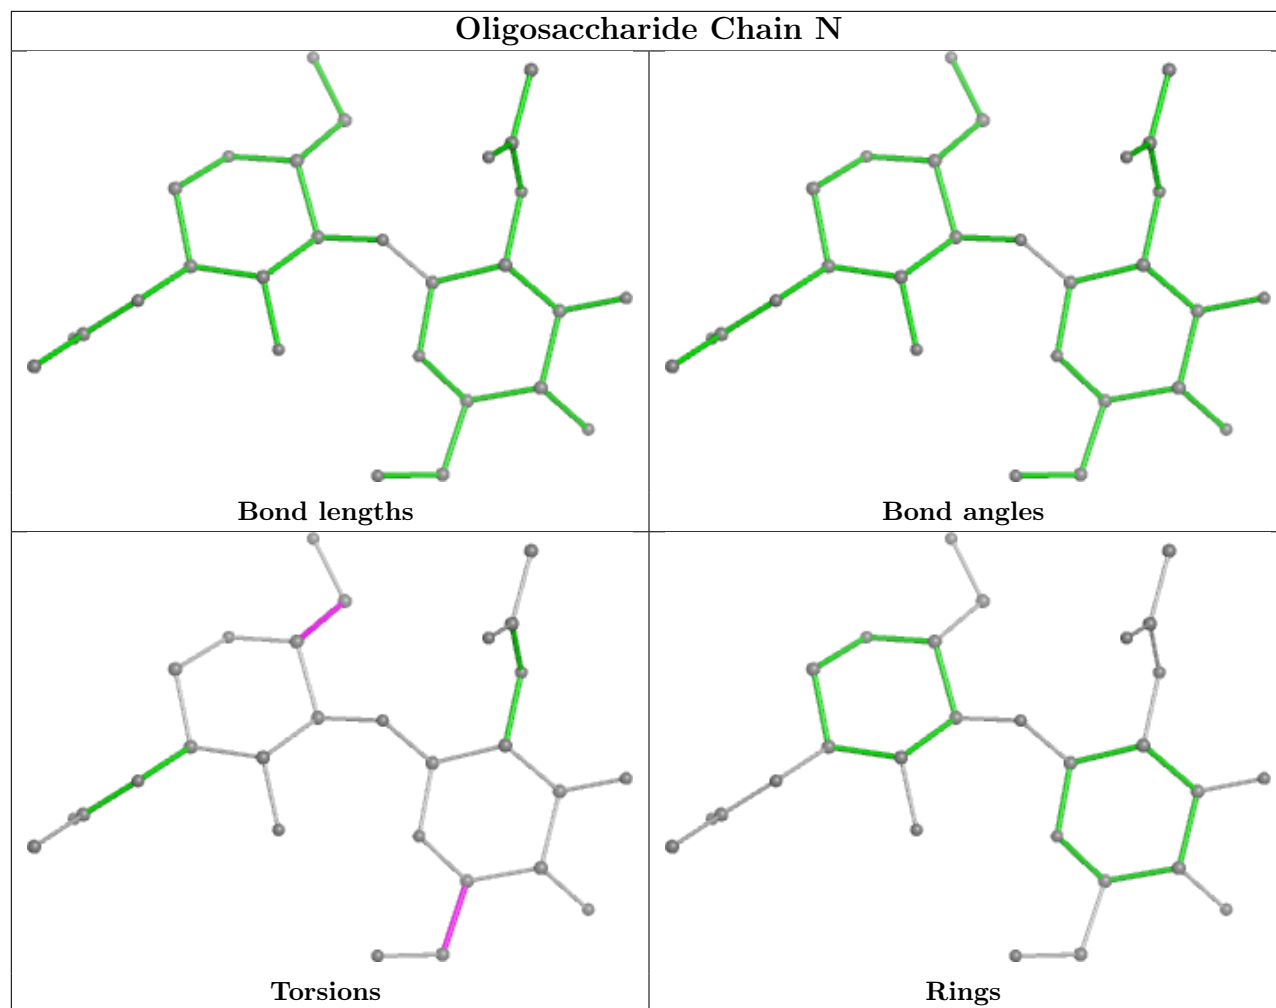 Oligosaccharide Chain N
Bond lengths
Bond angles
Torsions
Rings